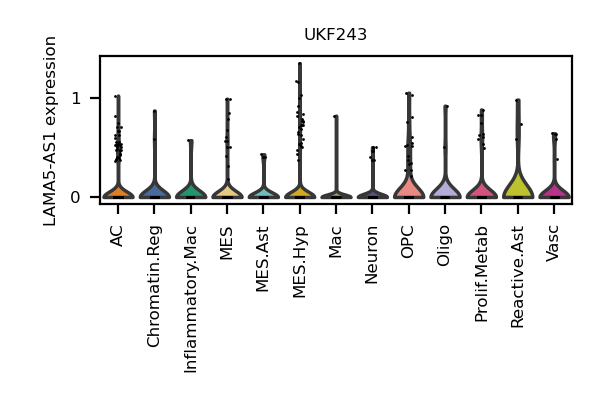 UKF243
LAMA5-AS1 expression
1
0
AC
Chromatin.Reg
Inflammatory.Mac
MES
MES.Ast
MES.Hyp
Mac
Neuron
OPC
Oligo
Prolif.Metab
Reactive.Ast
Vasc